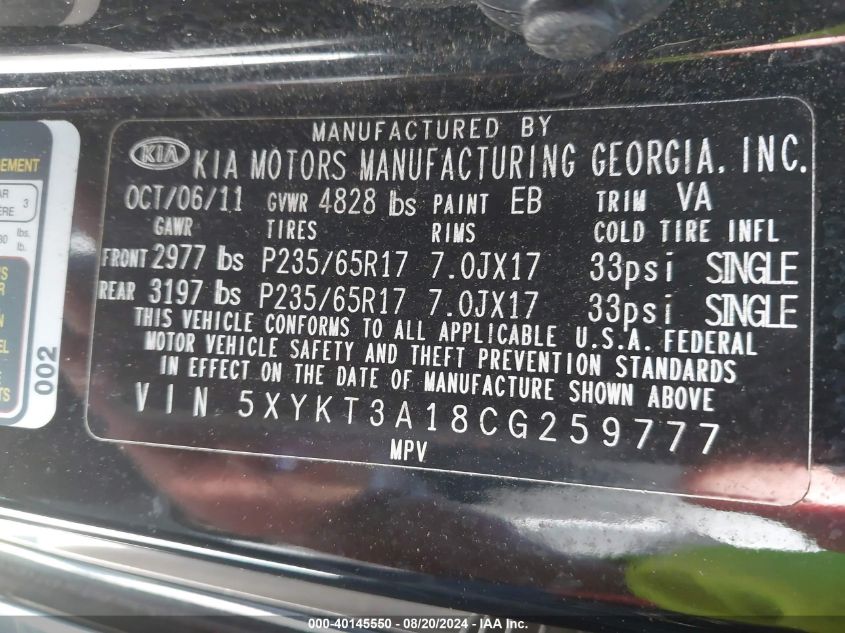 MANUFACTURED BY
KIA KIA MOTORS MANUFACTURING GEORGIA, INC.
OCT/06/11 GVWR 4828 lbs PAINT EB TRIM VA
GAWR TIRES RIMS COLD TIRE INFL
FRONT 2977 lbs P235/65R17 7.0JX17 33psi SINGLE
REAR 3197 lbs P235/65R17 7.0JX17 33psi SINGLE
THIS VEHICLE CONFORMS TO ALL APPLICABLE U.S.A. FEDERAL
MOTOR VEHICLE SAFETY AND THEFT PREVENTION STANDARDS
IN EFFECT ON THE DATE OF MANUFACTURE SHOWN ABOVE
VIN 5XYKT3A18CG259777
MPV
3
lbs.
lb.
002
000-40145550 - 08/20/2024 - IAA Inc.